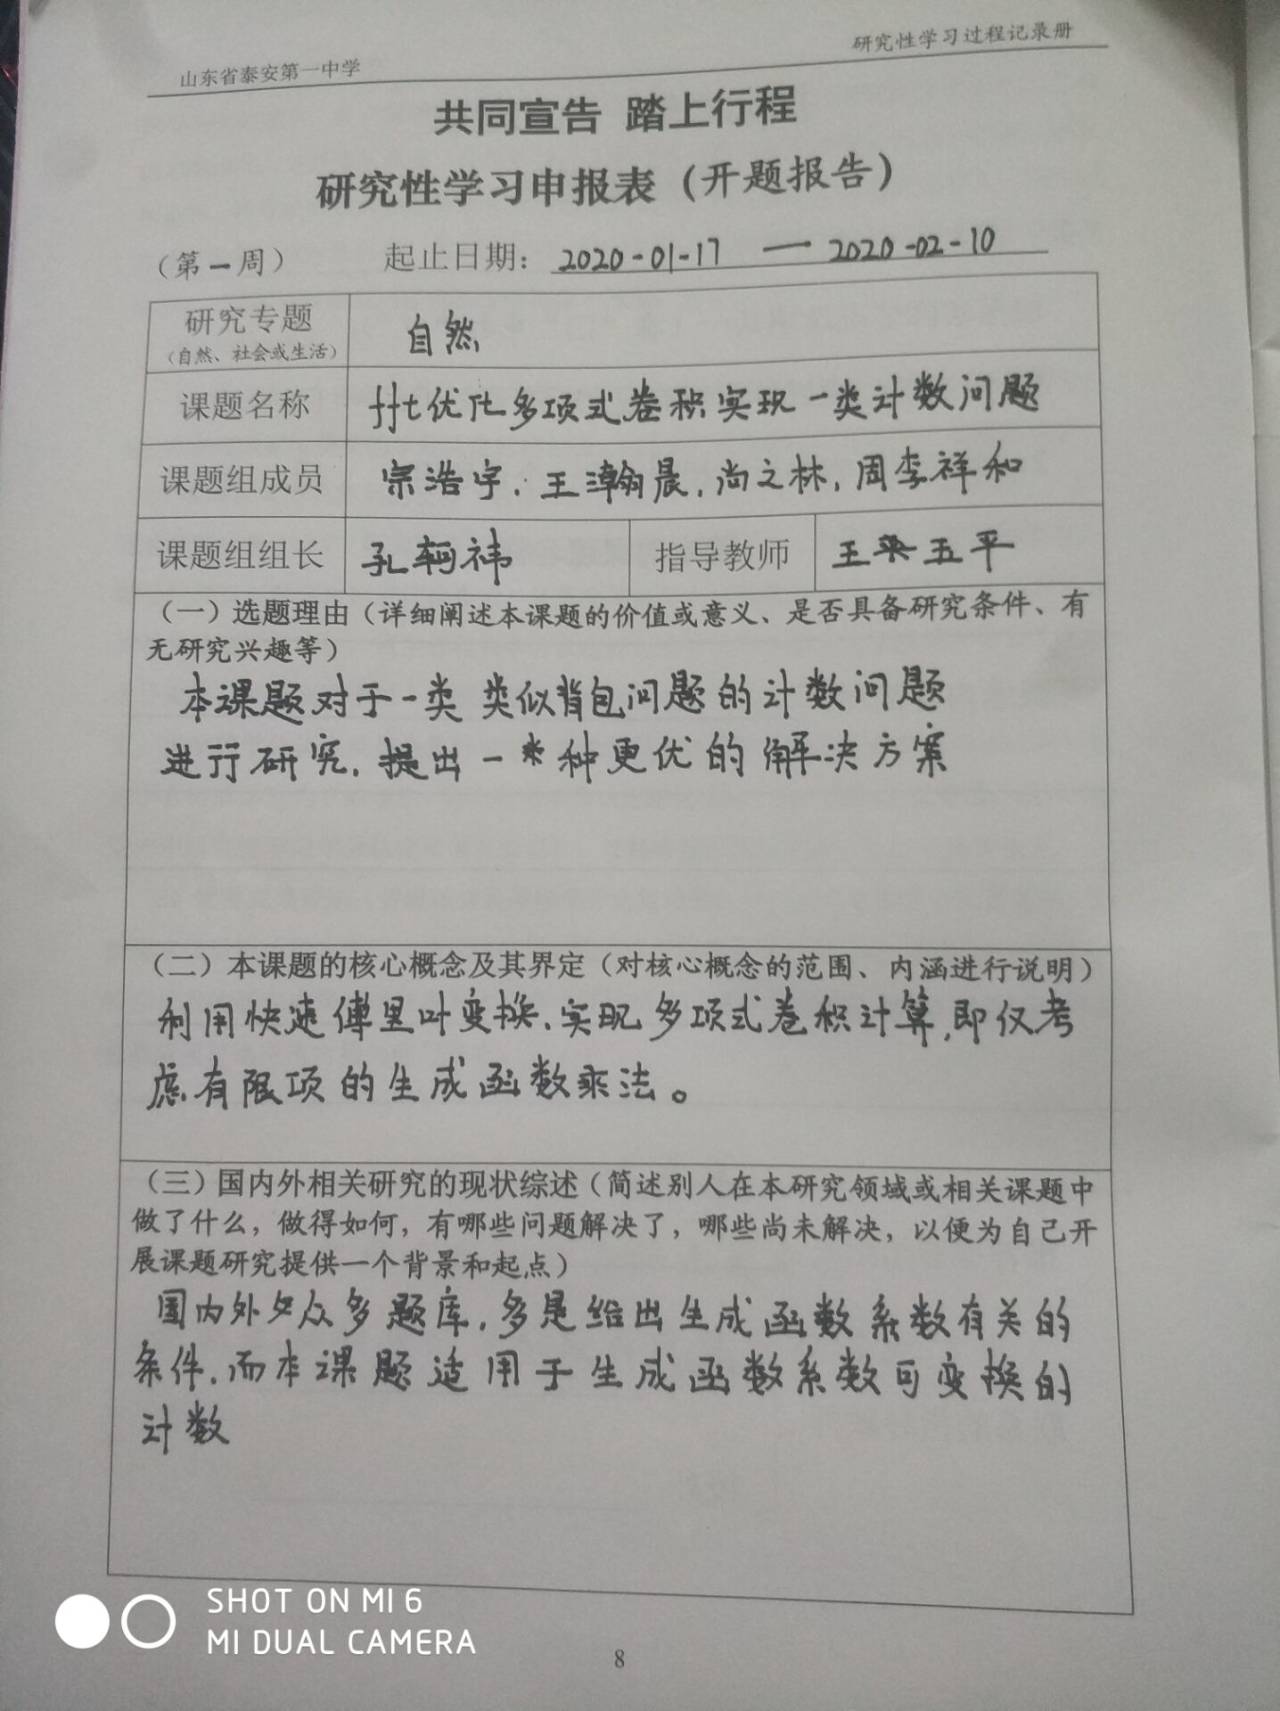 山东省泰安第一中学
研究性学习过程记录册
共同宣告 踏上行程
研究性学习申报表（开题报告）
（第一周） 起止日期：2020-01-17 — 2020-02-10
研究专题
（自然、社会或生活）
自然
课题名称 fft优化多项式卷积实现一类计数问题
课题组成员 宗浩宇、王瀚晨，尚之林，周李祥和
课题组组长 孔轲祎 指导教师 王 五平
（一）选题理由（详细阐述本课题的价值或意义、是否具备研究条件、有
无研究兴趣等）
本课题对于一类 类似背包问题的计数问题
进行研究，提出一种更优的解决方案
（二）本课题的核心概念及其界定（对核心概念的范围、内涵进行说明）
利用快速傅里叶变换、实现多项式卷积计算，即仅考
虑有限项的生成函数乘法。
（三）国内外相关研究的现状综述（简述别人在本研究领域或相关课题中
做了什么，做得如何，有哪些问题解决了，哪些尚未解决，以便为自己开
展课题研究提供一个背景和起点）
国内外众多题库，多是给出生成函数系数有关的
条件，而本课题适用于生成函数系数可变换的
计数
SHOT ON MI 6
MI DUAL CAMERA
8